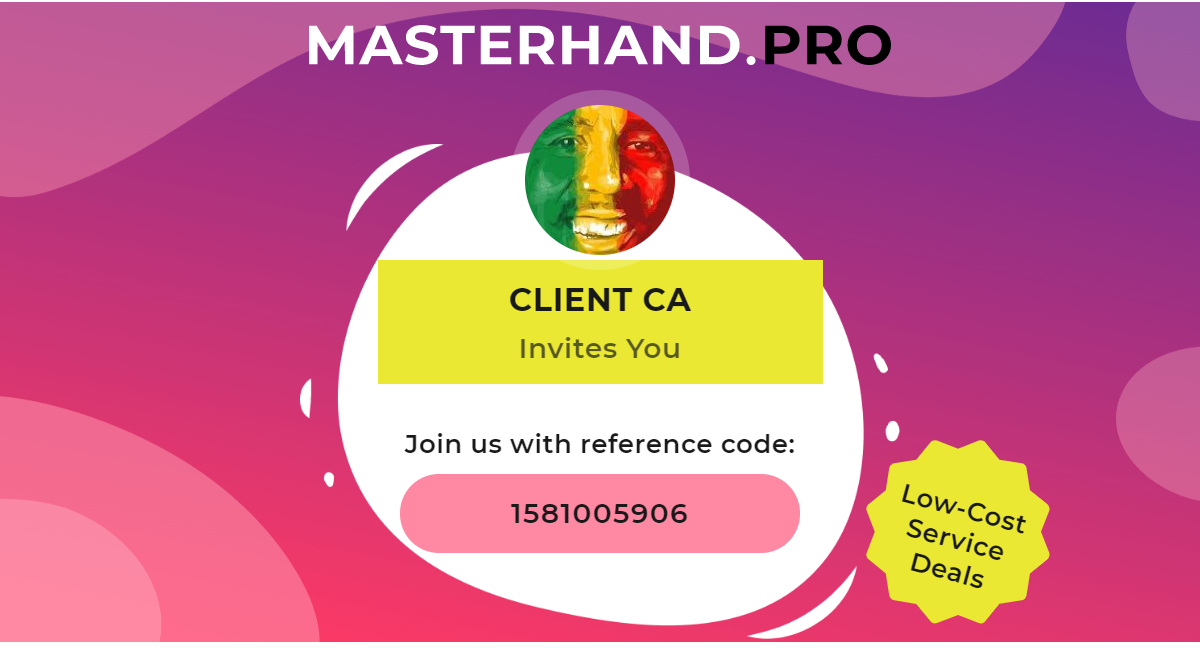 MASTERHAND.PRO
CLIENT CA
Invites You
Join us with reference code:
1581005906
Low-Cost
Service
Deals